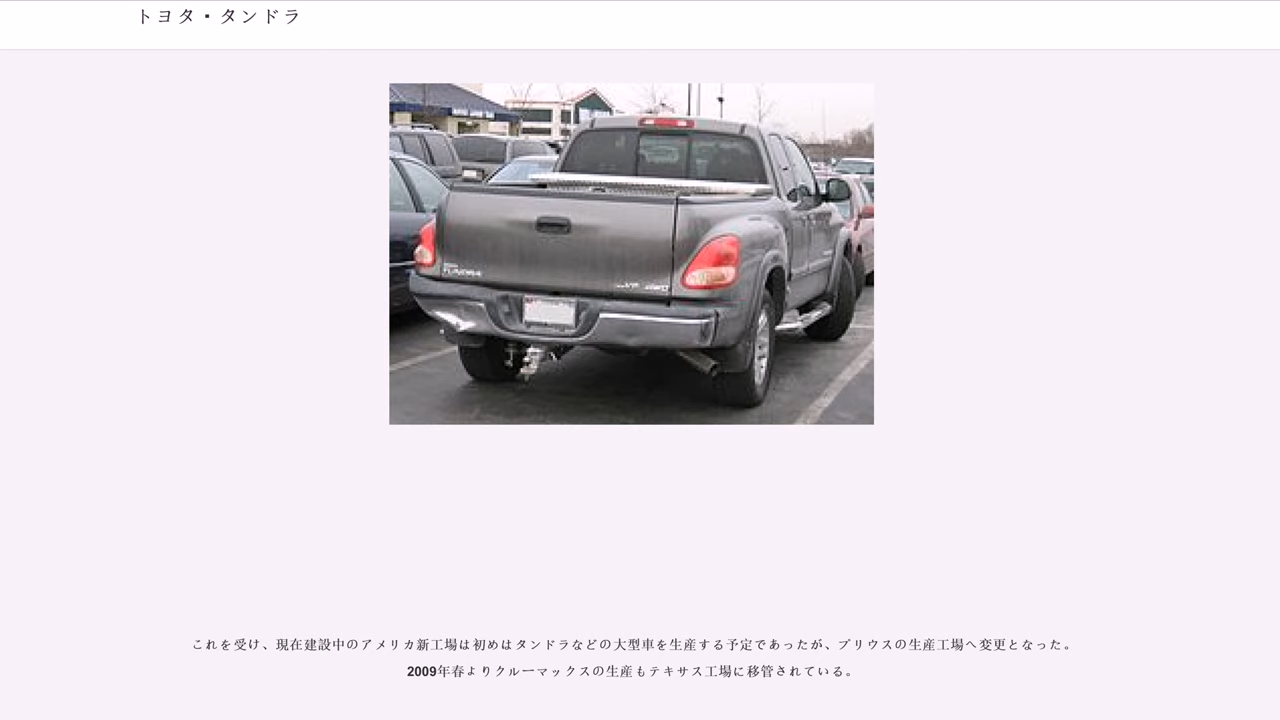 トヨタ・タンドラ
TUNDRA
これを受け、現在建設中のアメリカ新工場は初めはタンドラなどの大型車を生産する予定であったが、プリウスの生産工場へ変更となった。
2009年春よりクルーマックスの生産もテキサス工場に移管されている。